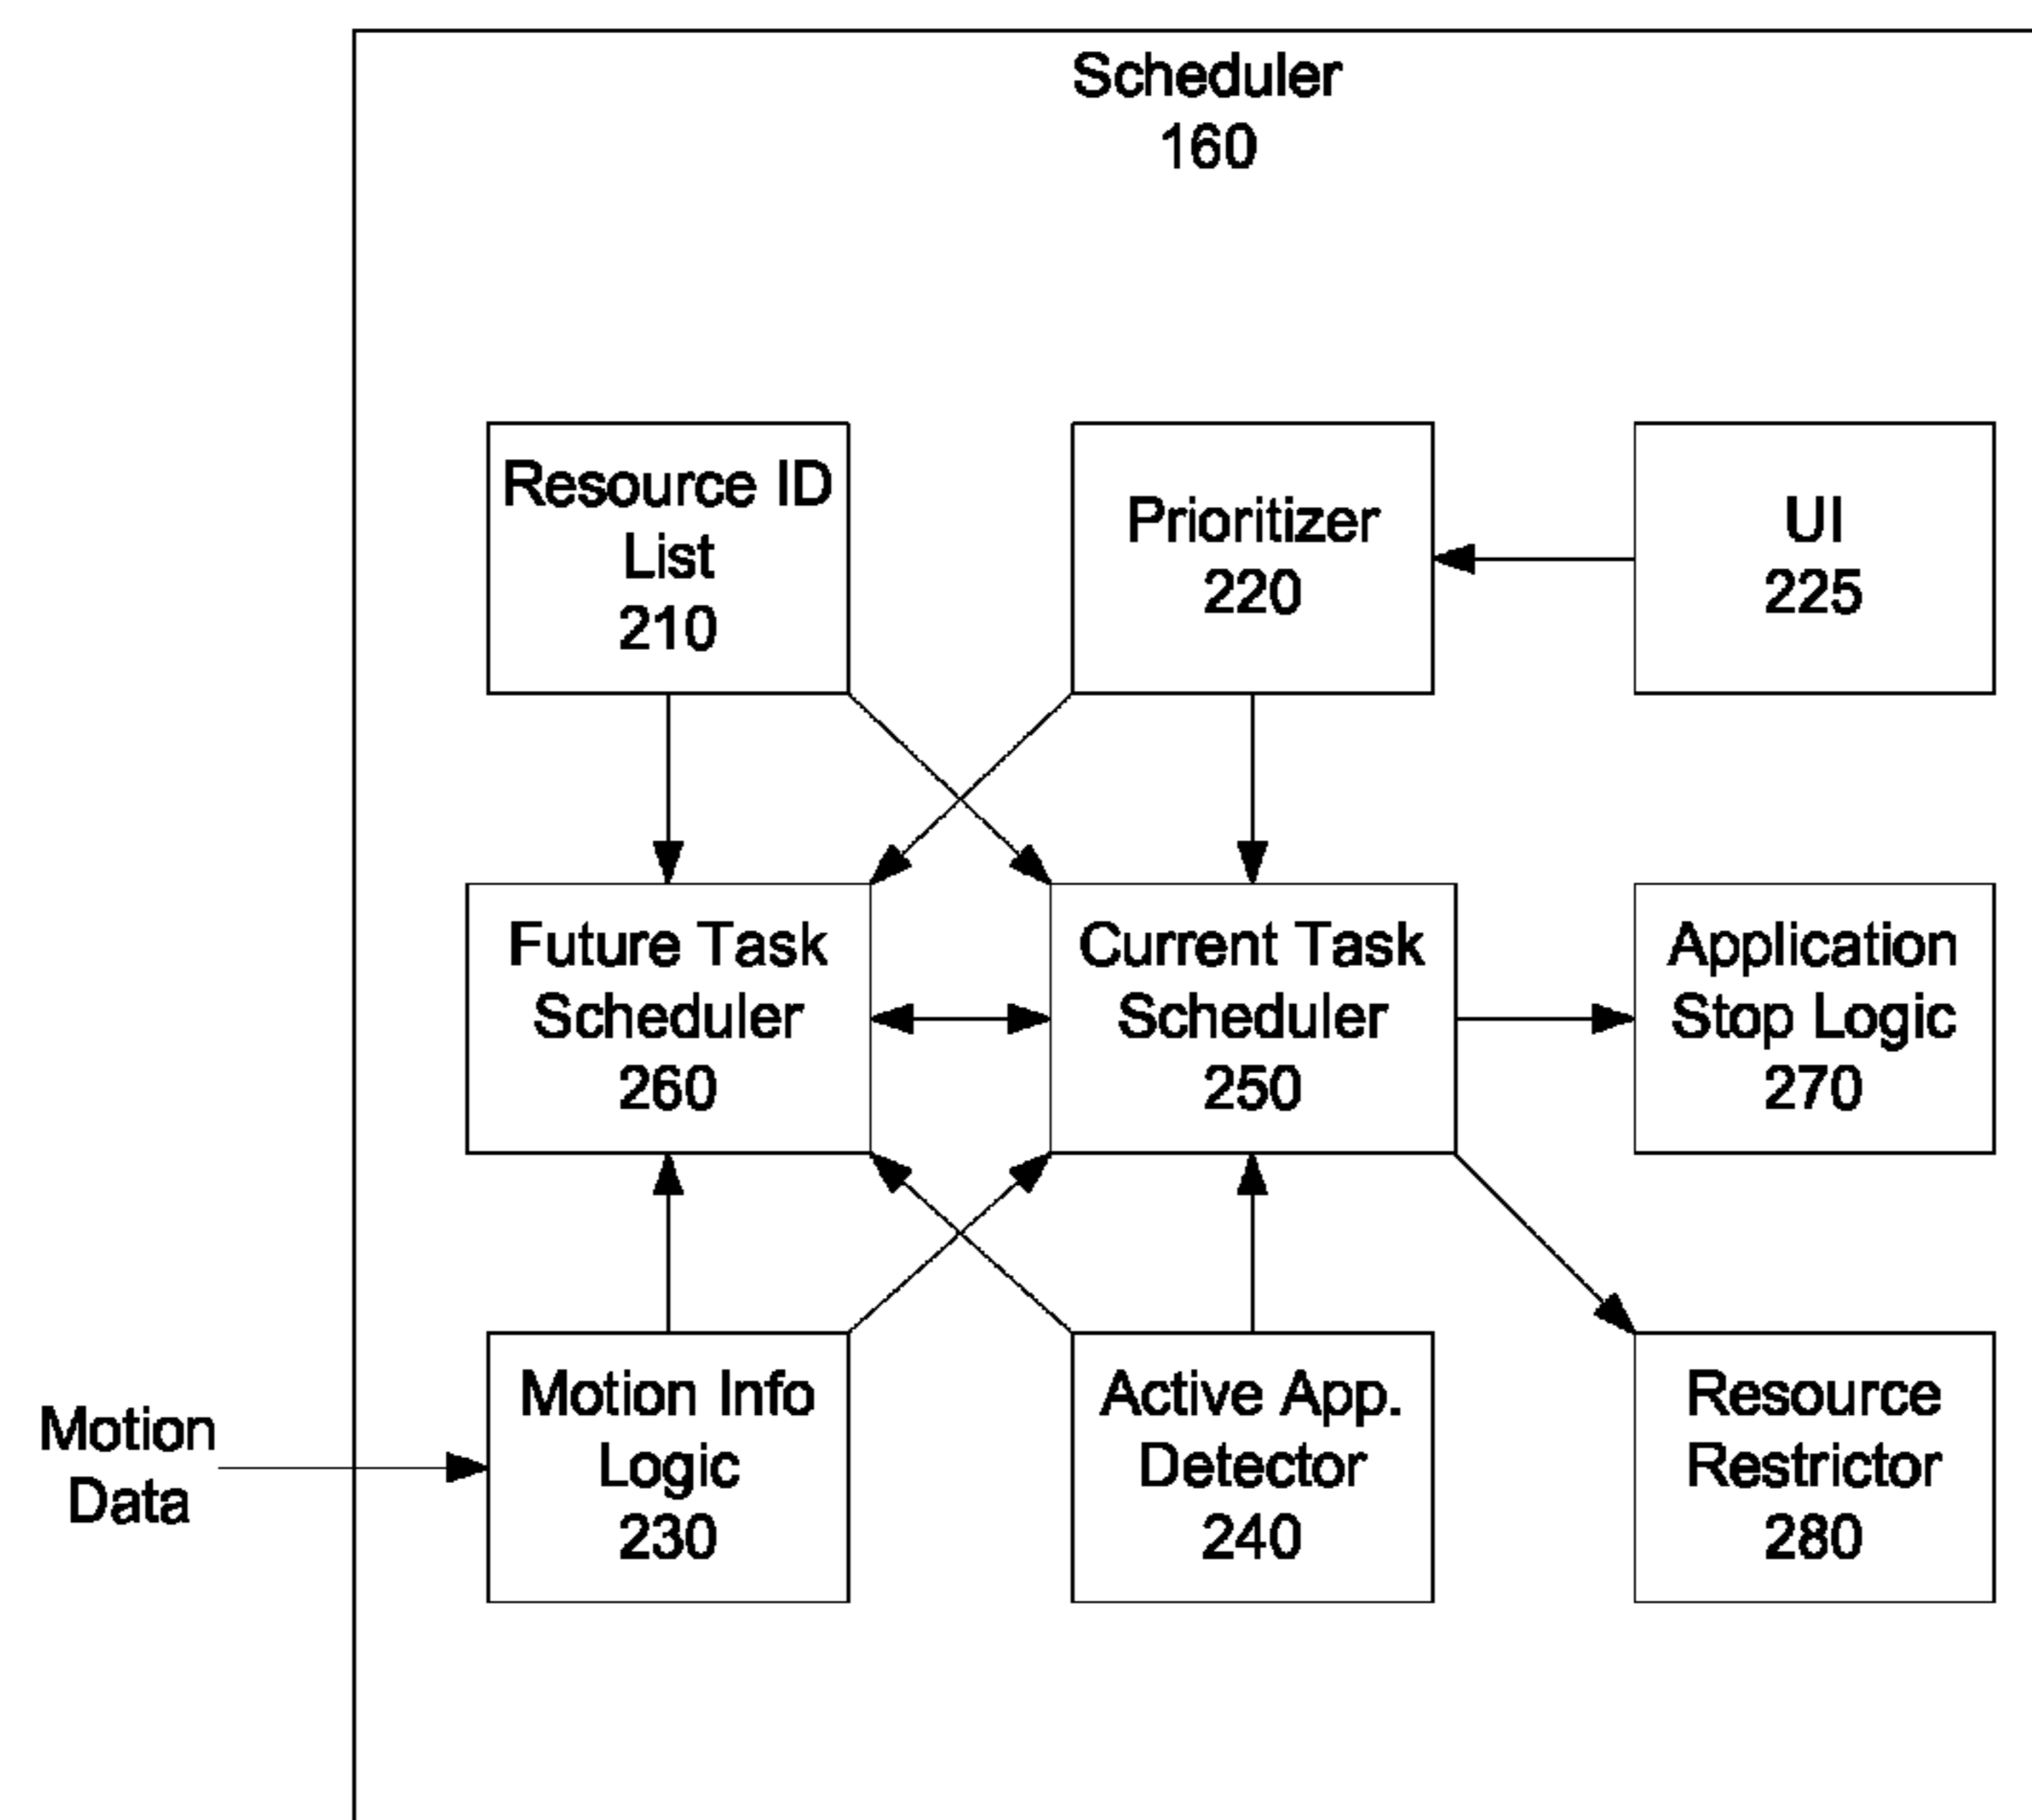 Scheduler
160
Resource ID
List
210
Prioritizer
220
UI
225
Future Task
Scheduler
260
Current Task
Scheduler
250
Application
Stop Logic
270
Motion
Data
Motion Info
Logic
230
Active App.
Detector
240
Resource
Restrictor
280